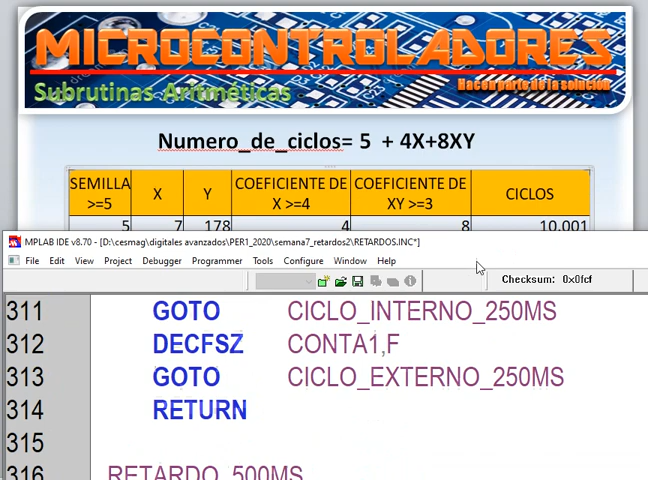 MICROCONTROLADORES
Hacen parte de la solución
Subrutinas Aritméticas
Numero_de_ciclos= 5 + 4X+8XY
SEMILLA >=5 X Y COEFICIENTE DE X >=4 COEFICIENTE DE XY >=3 CICLOS
5 7 178 4 8 10.001
MPLAB IDE v8.70 - [D:\cesmag\digitales avanzados\PER1_2020\semana7_retardos2\RETARDOS.INC*]
File Edit View Project Debugger Programmer Tools Configure Window Help
Checksum: 0x0fcf
311 GOTO CICLO_INTERNO_250MS
312 DECFSZ CONTA1,F
313 GOTO CICLO_EXTERNO_250MS
314 RETURN
315
316 RETARDO_500MS